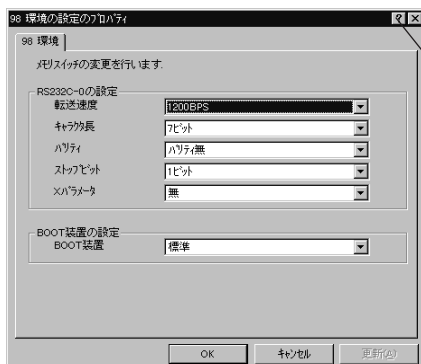 98 環境の設定のﾌﾟﾛﾊﾟﾃｨ
98 環境
ﾒﾓﾘｽｲｯﾁの変更を行います.
RS232C-0の設定
転送速度 1200BPS
ｷｬﾗｸﾀ長 7ﾋﾞｯﾄ
ﾊﾟﾘﾃｨ ﾊﾟﾘﾃｨ無
ｽﾄｯﾌﾟﾋﾞｯﾄ 1ﾋﾞｯﾄ
Xﾊﾟﾗﾒｰﾀ 無
BOOT装置の設定
BOOT装置 標準
OK ｷｬﾝｾﾙ 更新(A)